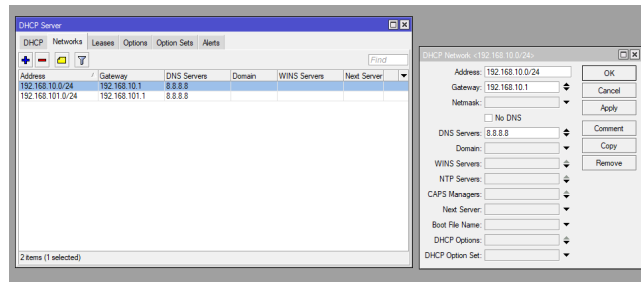 DHCP Server
DHCP Networks Leases Options Option Sets Alerts
Find
Address / Gateway DNS Servers Domain WINS Servers Next Server
192.168.10.0/24 192.168.10.1 8.8.8.8
192.168.101.0/24 192.168.101.1 8.8.8.8
2 items (1 selected)
DHCP Network <192.168.10.0/24>
Address: 192.168.10.0/24 OK
Gateway: 192.168.10.1 Cancel
Netmask: Apply
No DNS
DNS Servers: 8.8.8.8 Comment
Domain: Copy
WINS Servers: Remove
NTP Servers:
CAPS Managers:
Next Server:
Boot File Name:
DHCP Options:
DHCP Option Set: